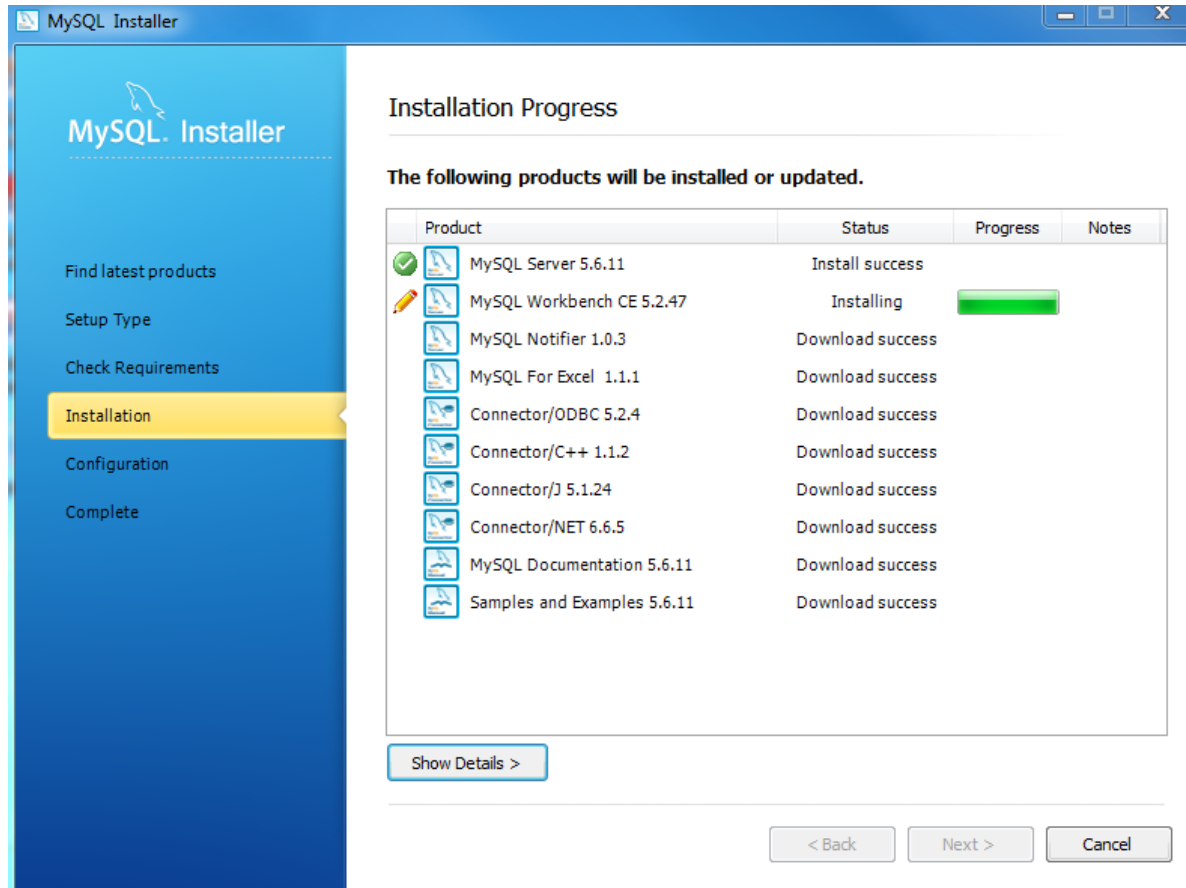 MySQL Installer
MySQL. Installer
Find latest products
Setup Type
Check Requirements
Installation
Configuration
Complete
Installation Progress
The following products will be installed or updated.
Product Status Progress Notes
MySQL Server 5.6.11 Install success
MySQL Workbench CE 5.2.47 Installing
MySQL Notifier 1.0.3 Download success
MySQL For Excel 1.1.1 Download success
Connector/ODBC 5.2.4 Download success
Connector/C++ 1.1.2 Download success
Connector/J 5.1.24 Download success
Connector/NET 6.6.5 Download success
MySQL Documentation 5.6.11 Download success
Samples and Examples 5.6.11 Download success
Show Details >
< Back Next > Cancel